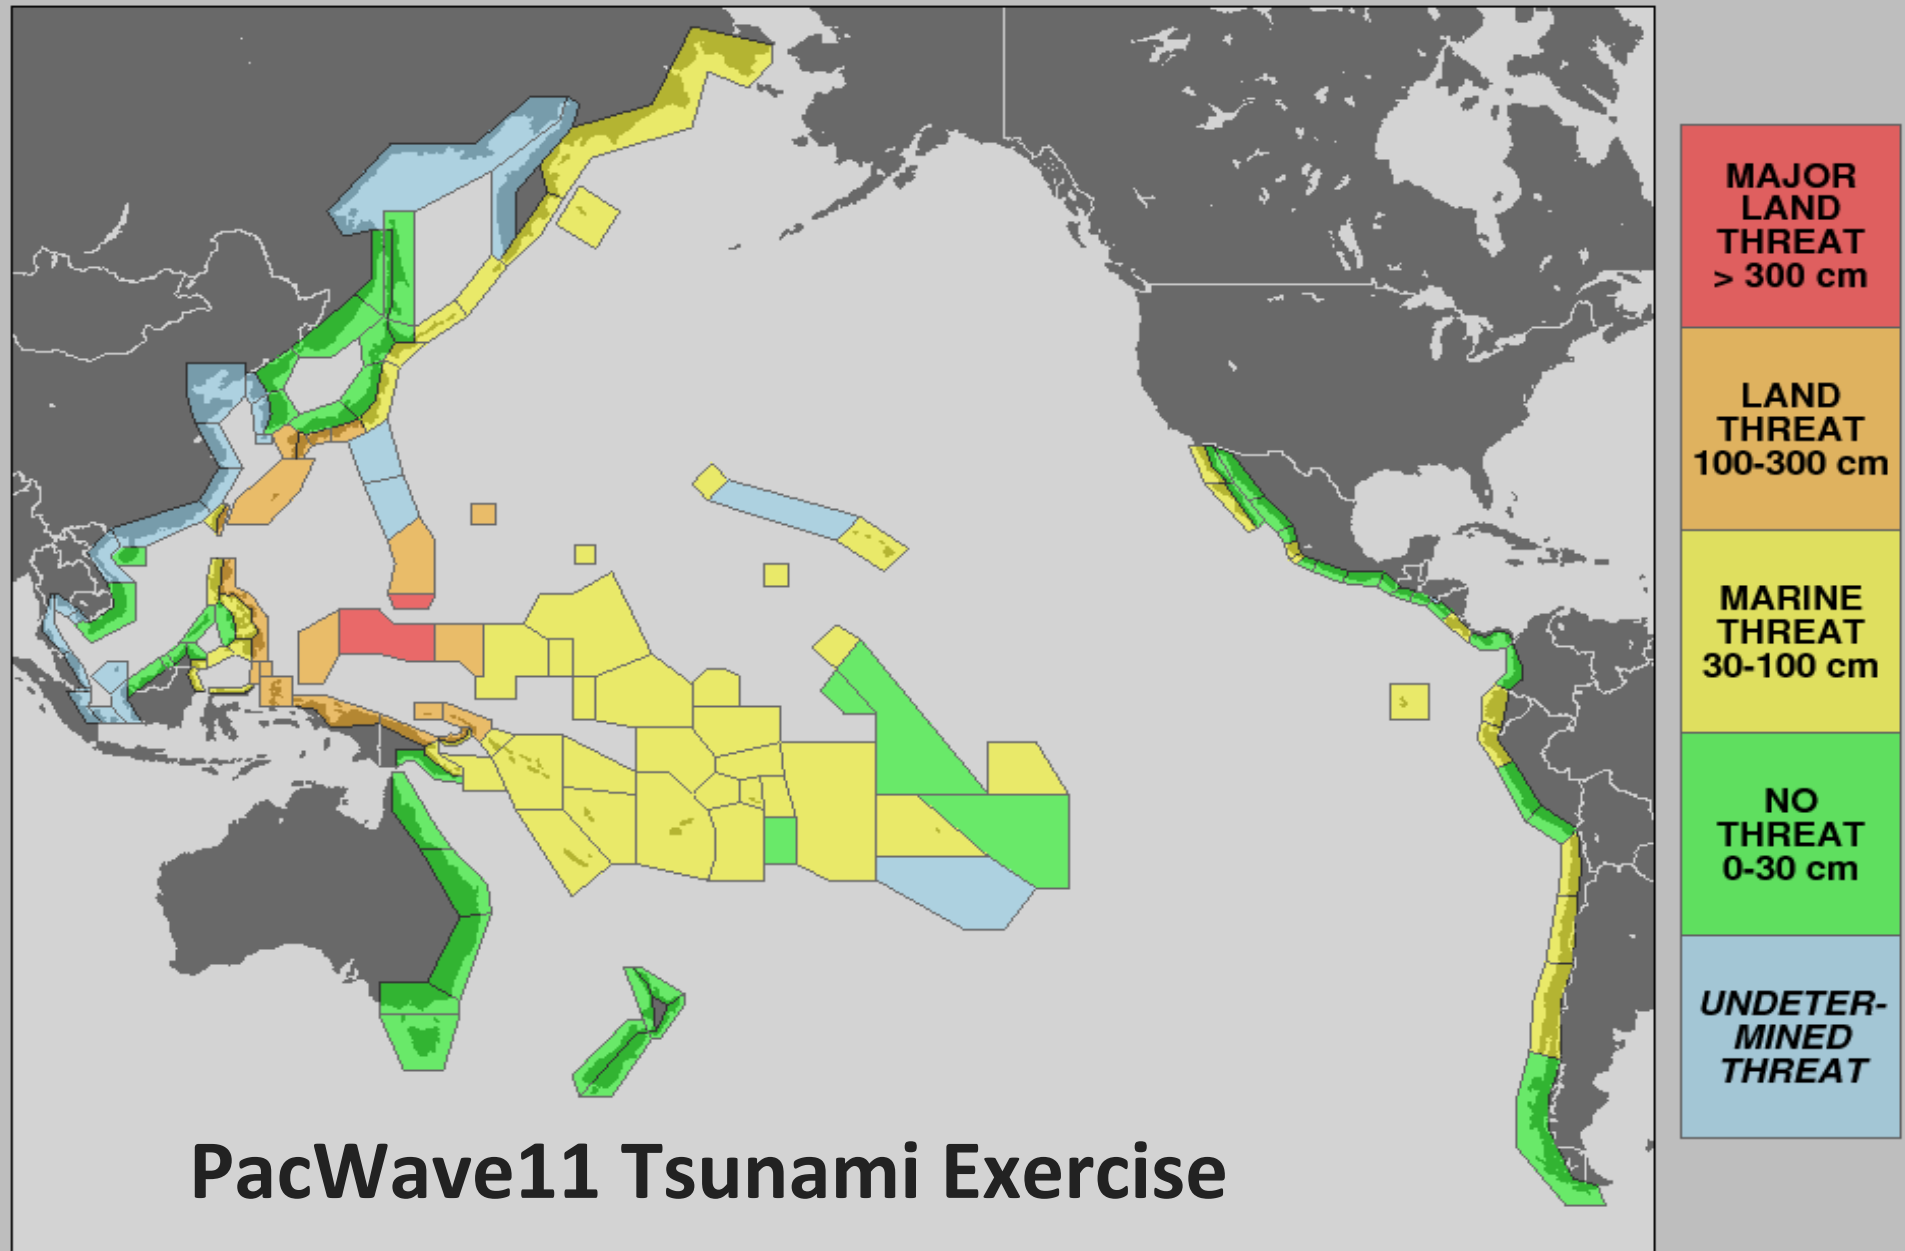 MAJOR
LAND
THREAT
> 300 cm
LAND
THREAT
100-300 cm
MARINE
THREAT
30-100 cm
NO
THREAT
0-30 cm
UNDETER-
MINED
THREAT
PacWave11 Tsunami Exercise